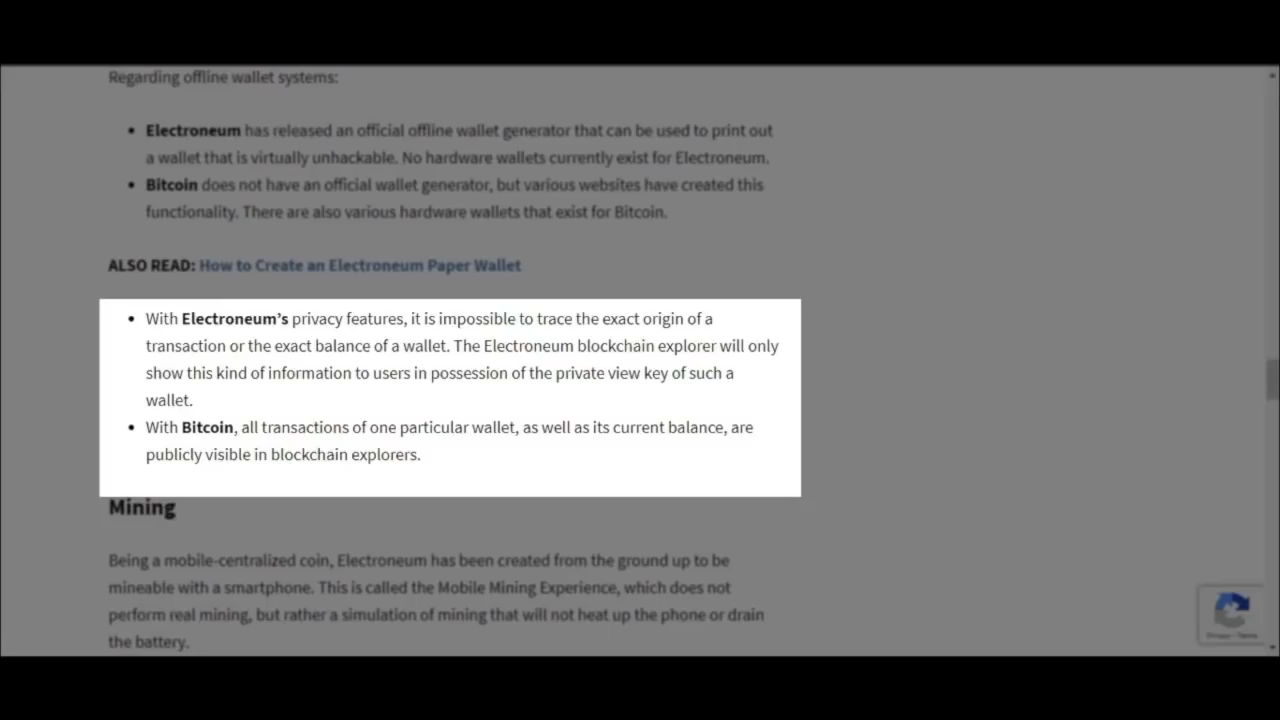 Regarding offline wallet systems:
• Electroneum has released an official offline wallet generator that can be used to print out
a wallet that is virtually unhackable. No hardware wallets currently exist for Electroneum.
• Bitcoin does not have an official wallet generator, but various websites have created this
functionality. There are also various hardware wallets that exist for Bitcoin.
ALSO READ: How to Create an Electroneum Paper Wallet
• With Electroneum’s privacy features, it is impossible to trace the exact origin of a
transaction or the exact balance of a wallet. The Electroneum blockchain explorer will only
show this kind of information to users in possession of the private view key of such a
wallet.
• With Bitcoin, all transactions of one particular wallet, as well as its current balance, are
publicly visible in blockchain explorers.
Mining
Being a mobile-centralized coin, Electroneum has been created from the ground up to be
mineable with a smartphone. This is called the Mobile Mining Experience, which does not
perform real mining, but rather a simulation of mining that will not heat up the phone or drain
the battery.
Privacy - Terms